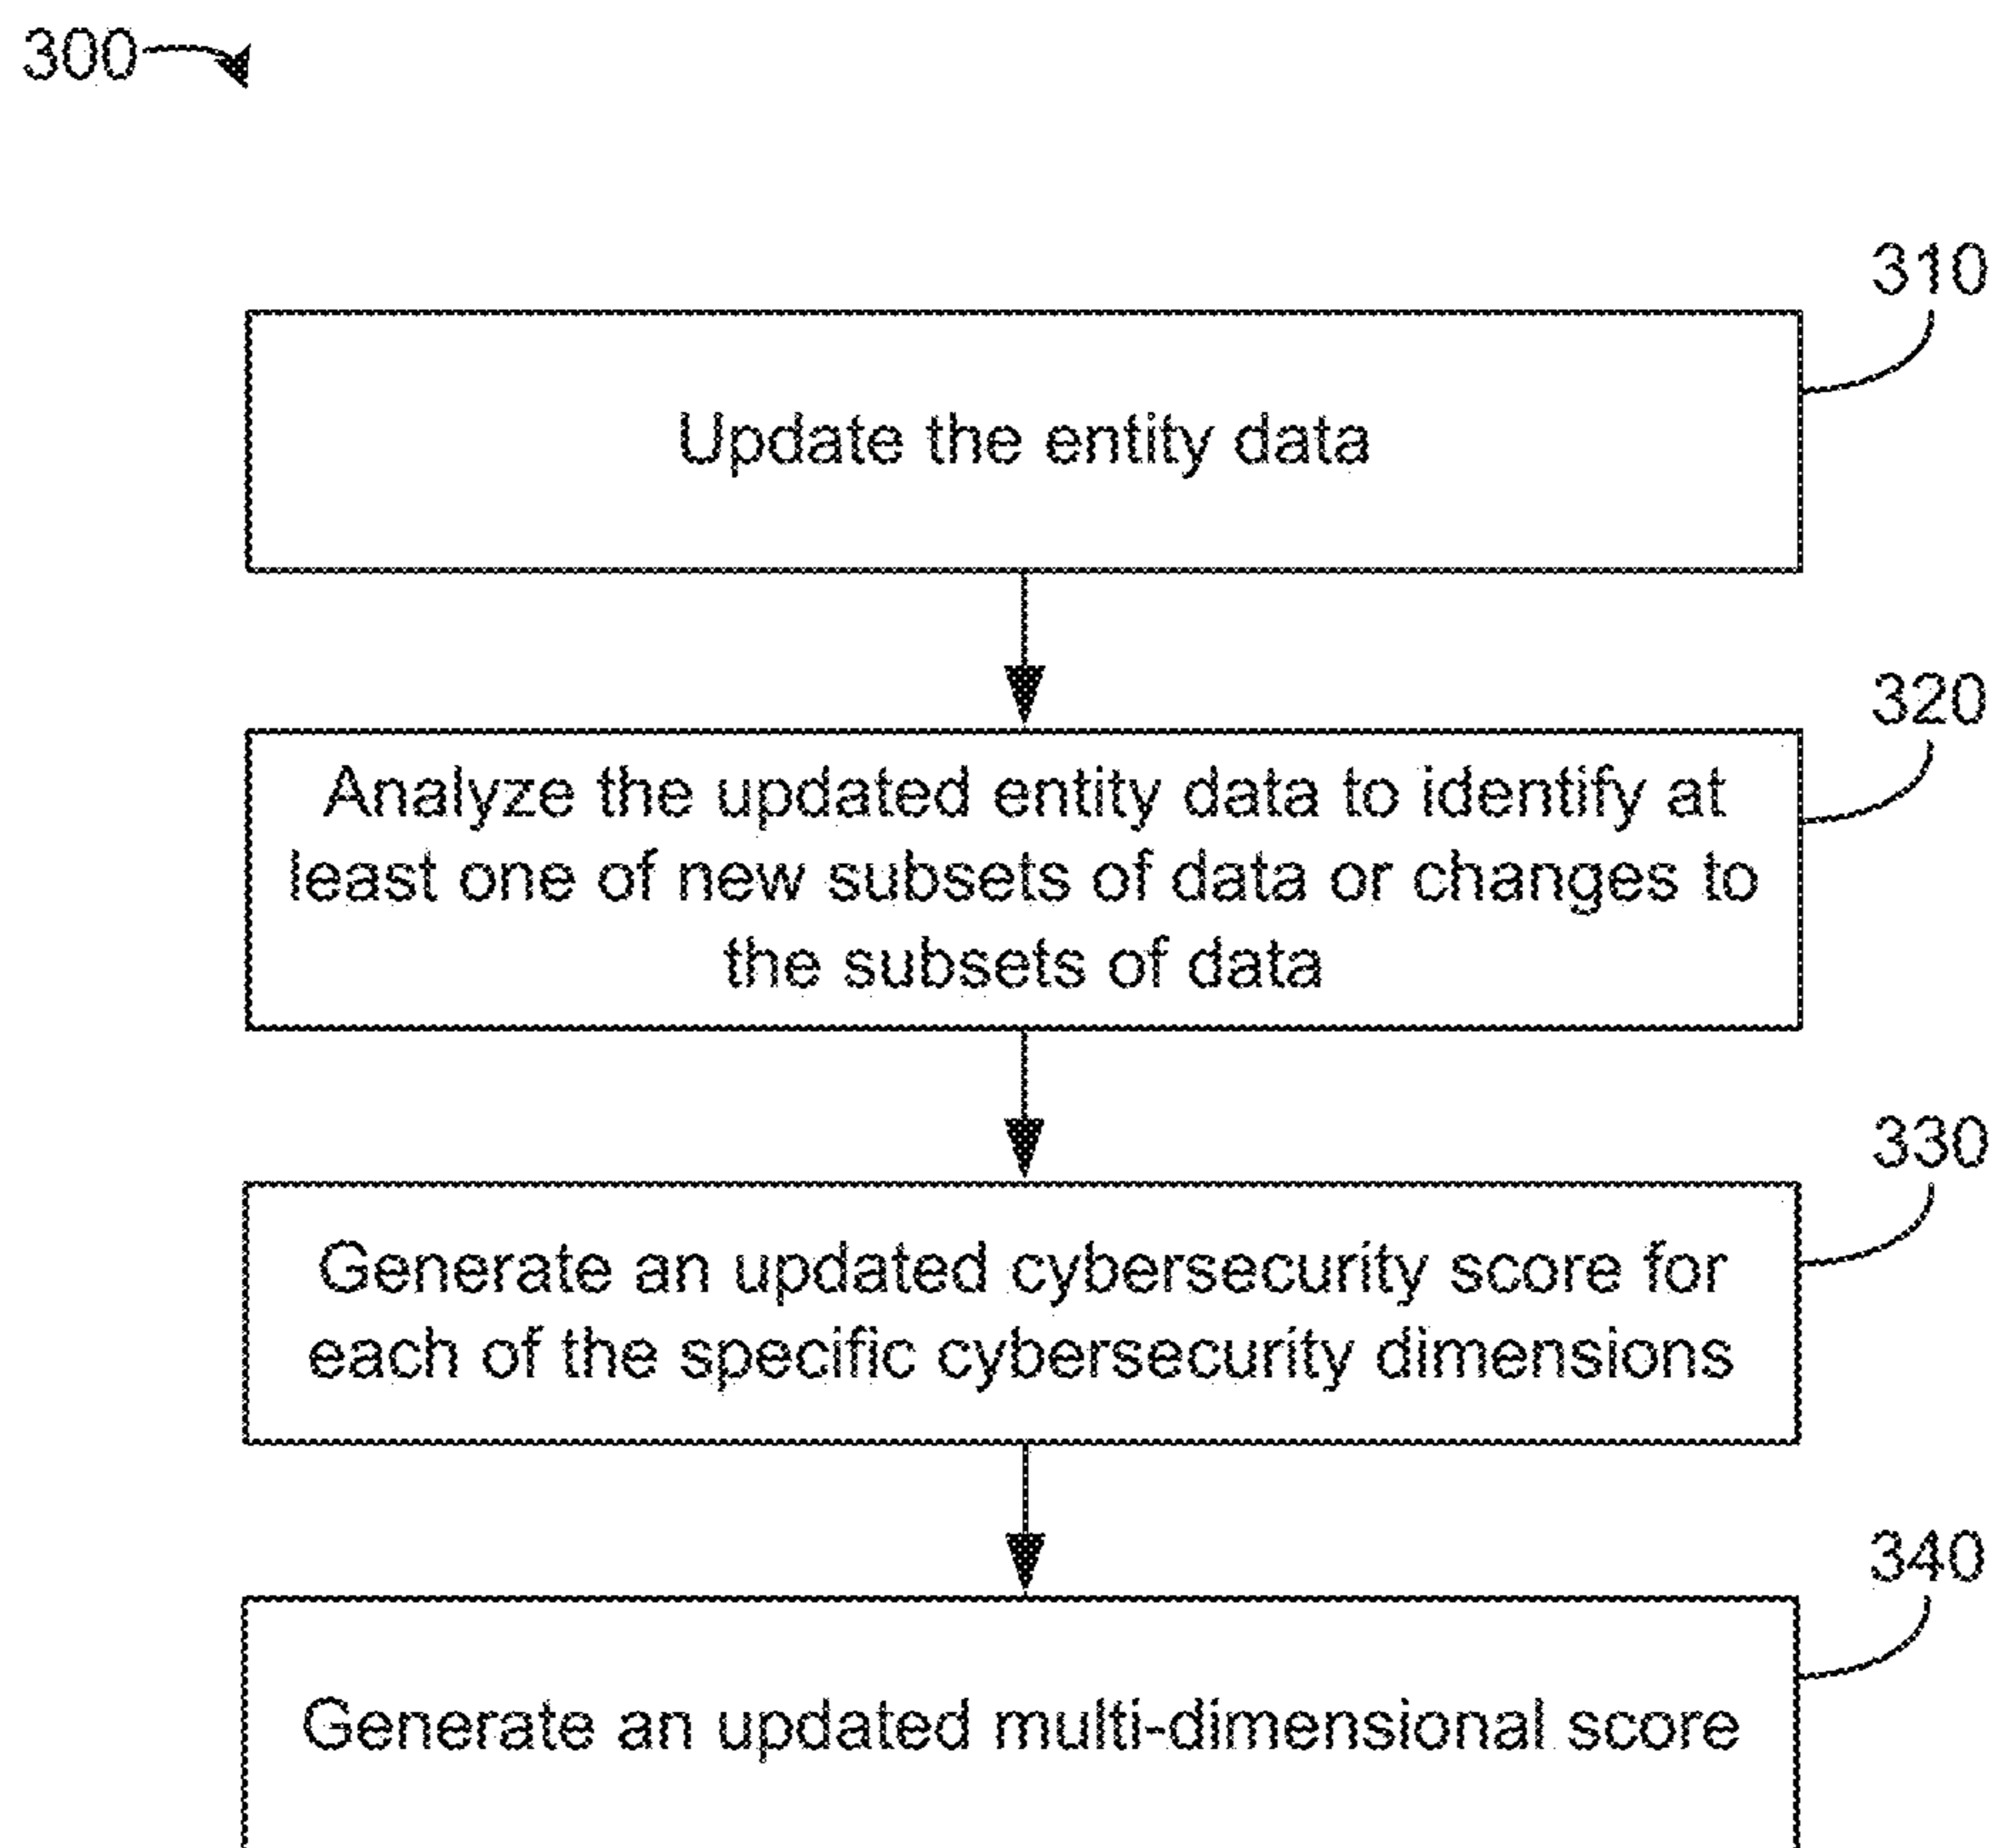 300
310
Update the entity data
320
Analyze the updated entity data to identify at
least one of new subsets of data or changes to
the subsets of data
330
Generate an updated cybersecurity score for
each of the specific cybersecurity dimensions
340
Generate an updated multi-dimensional score